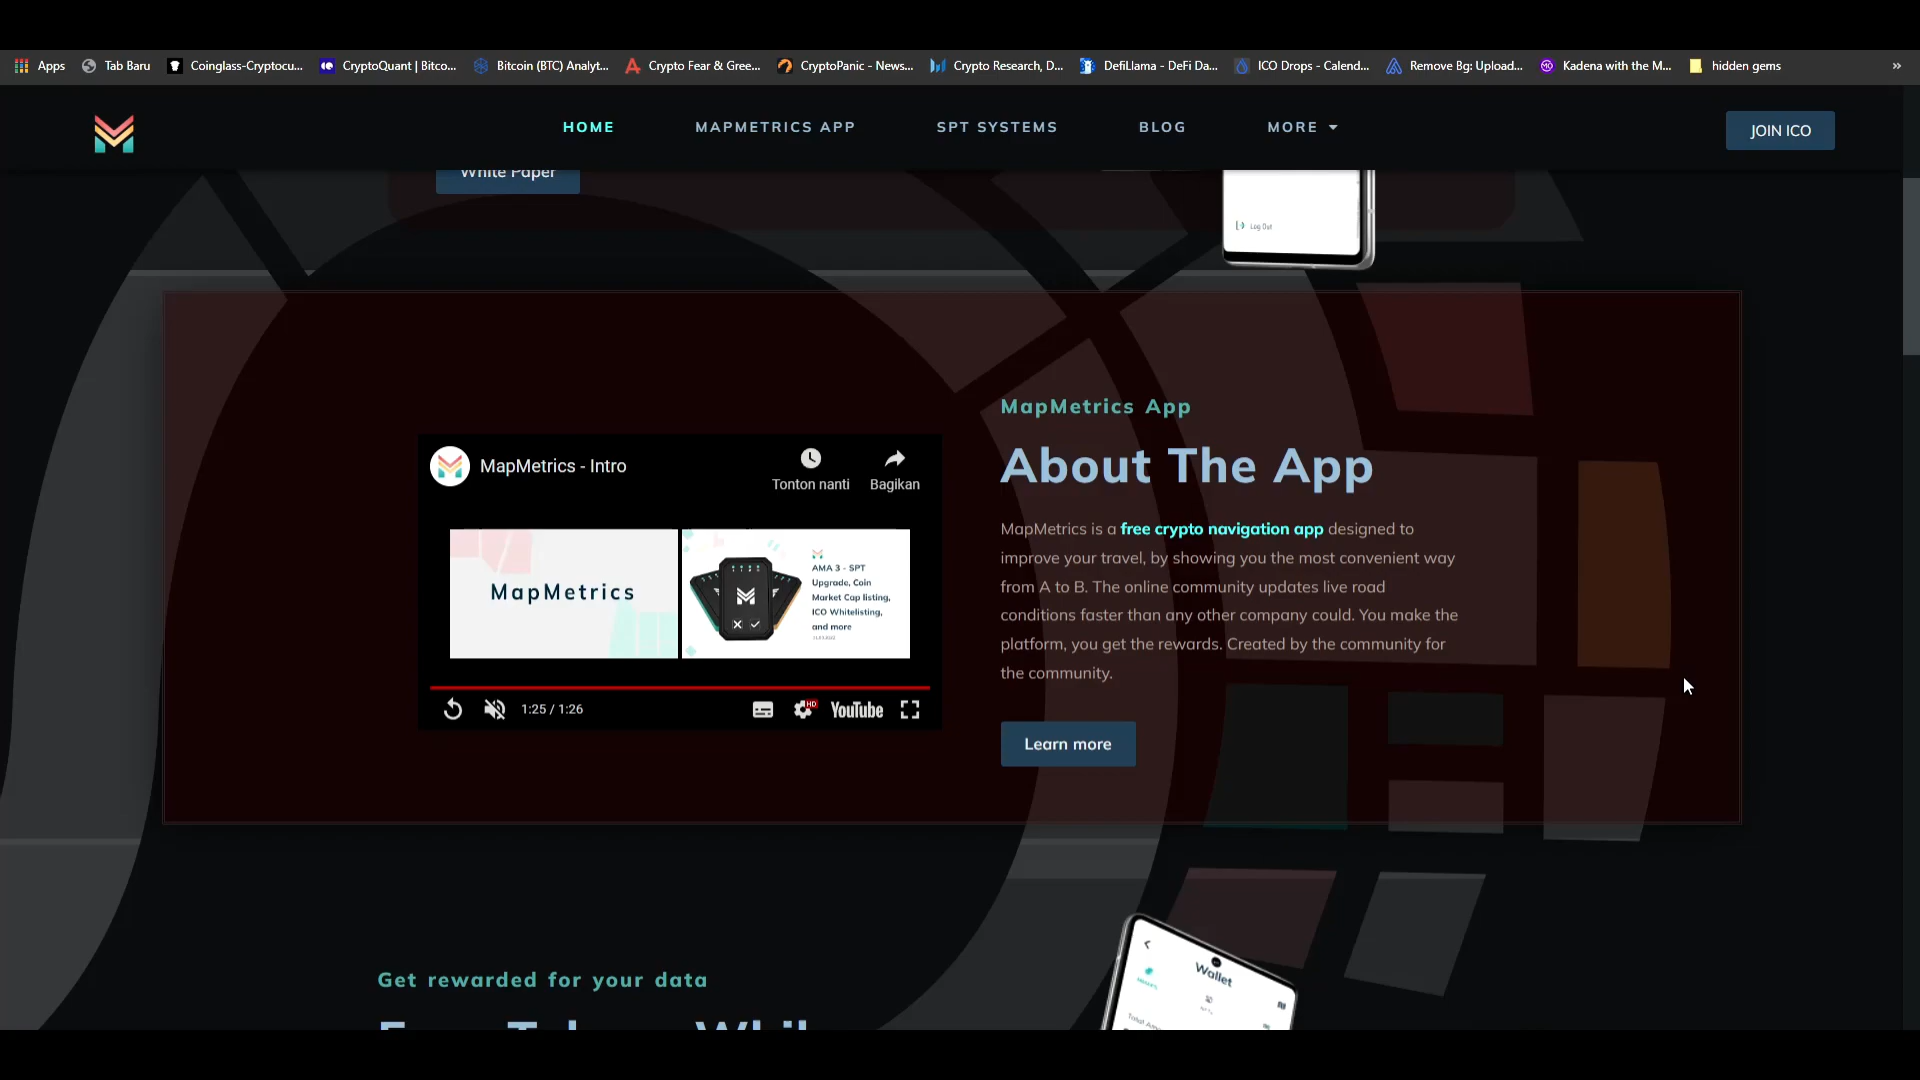 Apps Tab Baru Coinglass-Cryptocu... CryptoQuant | Bitco... Bitcoin (BTC) Analyt... Crypto Fear & Gree... CryptoPanic - News... Crypto Research, D... DefiLlama - DeFi Da... ICO Drops - Calend... Remove Bg: Upload... Kadena with the M... hidden gems »
HOME MAPMETRICS APP SPT SYSTEMS BLOG MORE JOIN ICO
White Paper
Log Out
MapMetrics - Intro
Tonton nanti Bagikan
MapMetrics
AMA 3 - SPT
Upgrade, Coin
Market Cap listing,
ICO Whitelisting,
and more
1:25 / 1:26 HD YouTube
MapMetrics App
About The App
MapMetrics is a free crypto navigation app designed to
improve your travel, by showing you the most convenient way
from A to B. The online community updates live road
conditions faster than any other company could. You make the
platform, you get the rewards. Created by the community for
the community.
Learn more
Get rewarded for your data
Wallet